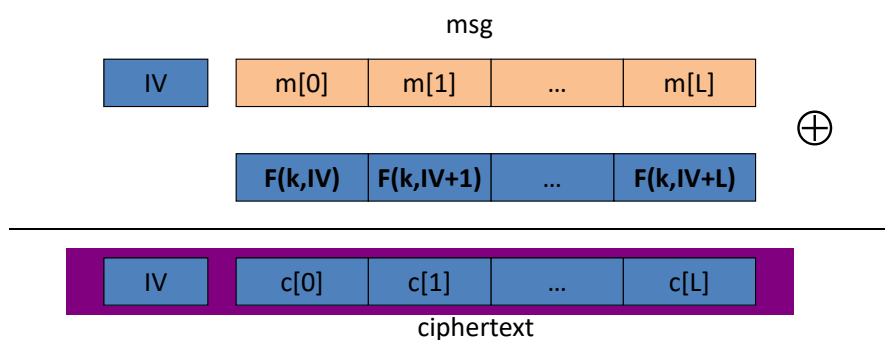 msg
IV m[0] m[1] ... m[L]
⊕
F(k,IV) F(k,IV+1) ... F(k,IV+L)
IV c[0] c[1] ... c[L]
ciphertext